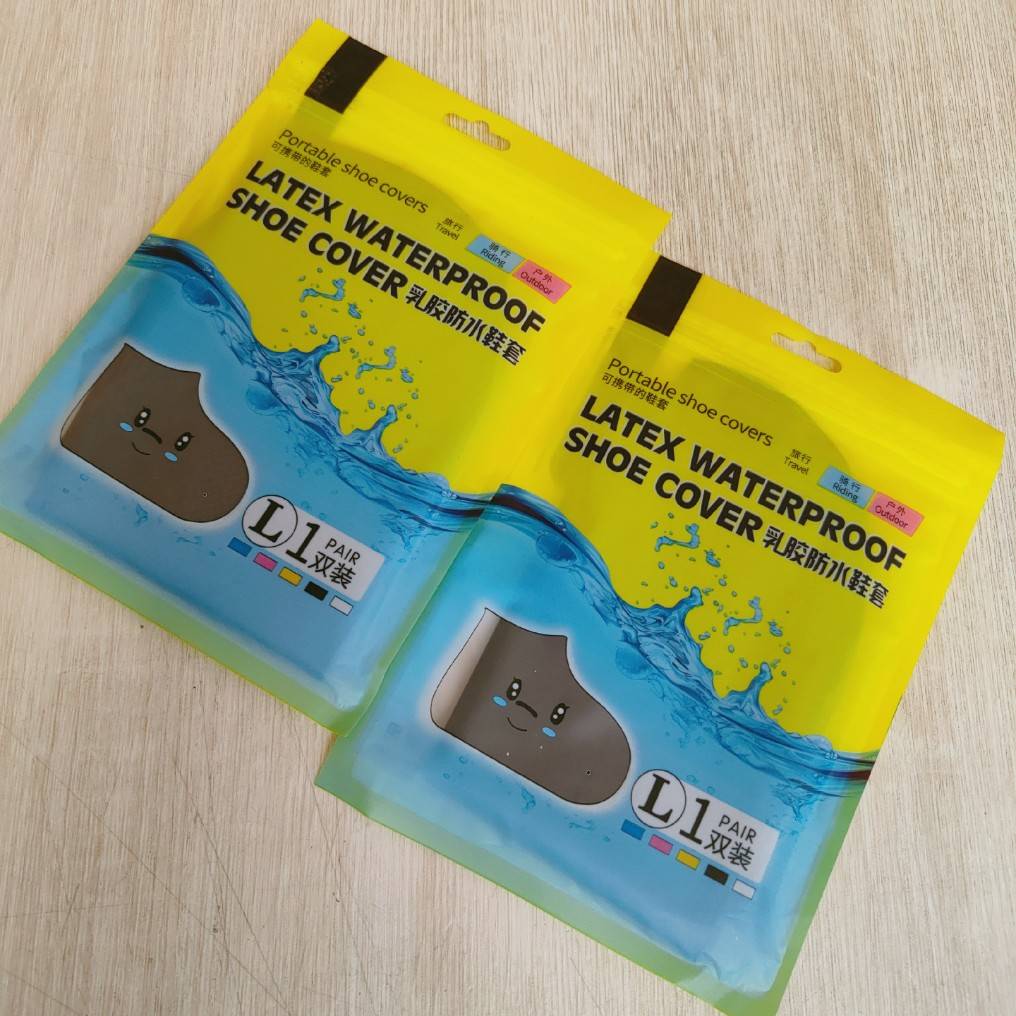 Portable shoe covers
可携带的鞋套
LATEX WATERPROOF
SHOE COVER 乳胶防水鞋套
旅行
Travel
骑行
Riding
户外
Outdoor
L 1 PAIR
双装
Portable shoe covers
可携带的鞋套
LATEX WATERPROOF
SHOE COVER 乳胶防水鞋套
旅行
Travel
骑行
Riding
户外
Outdoor
L 1 PAIR
双装